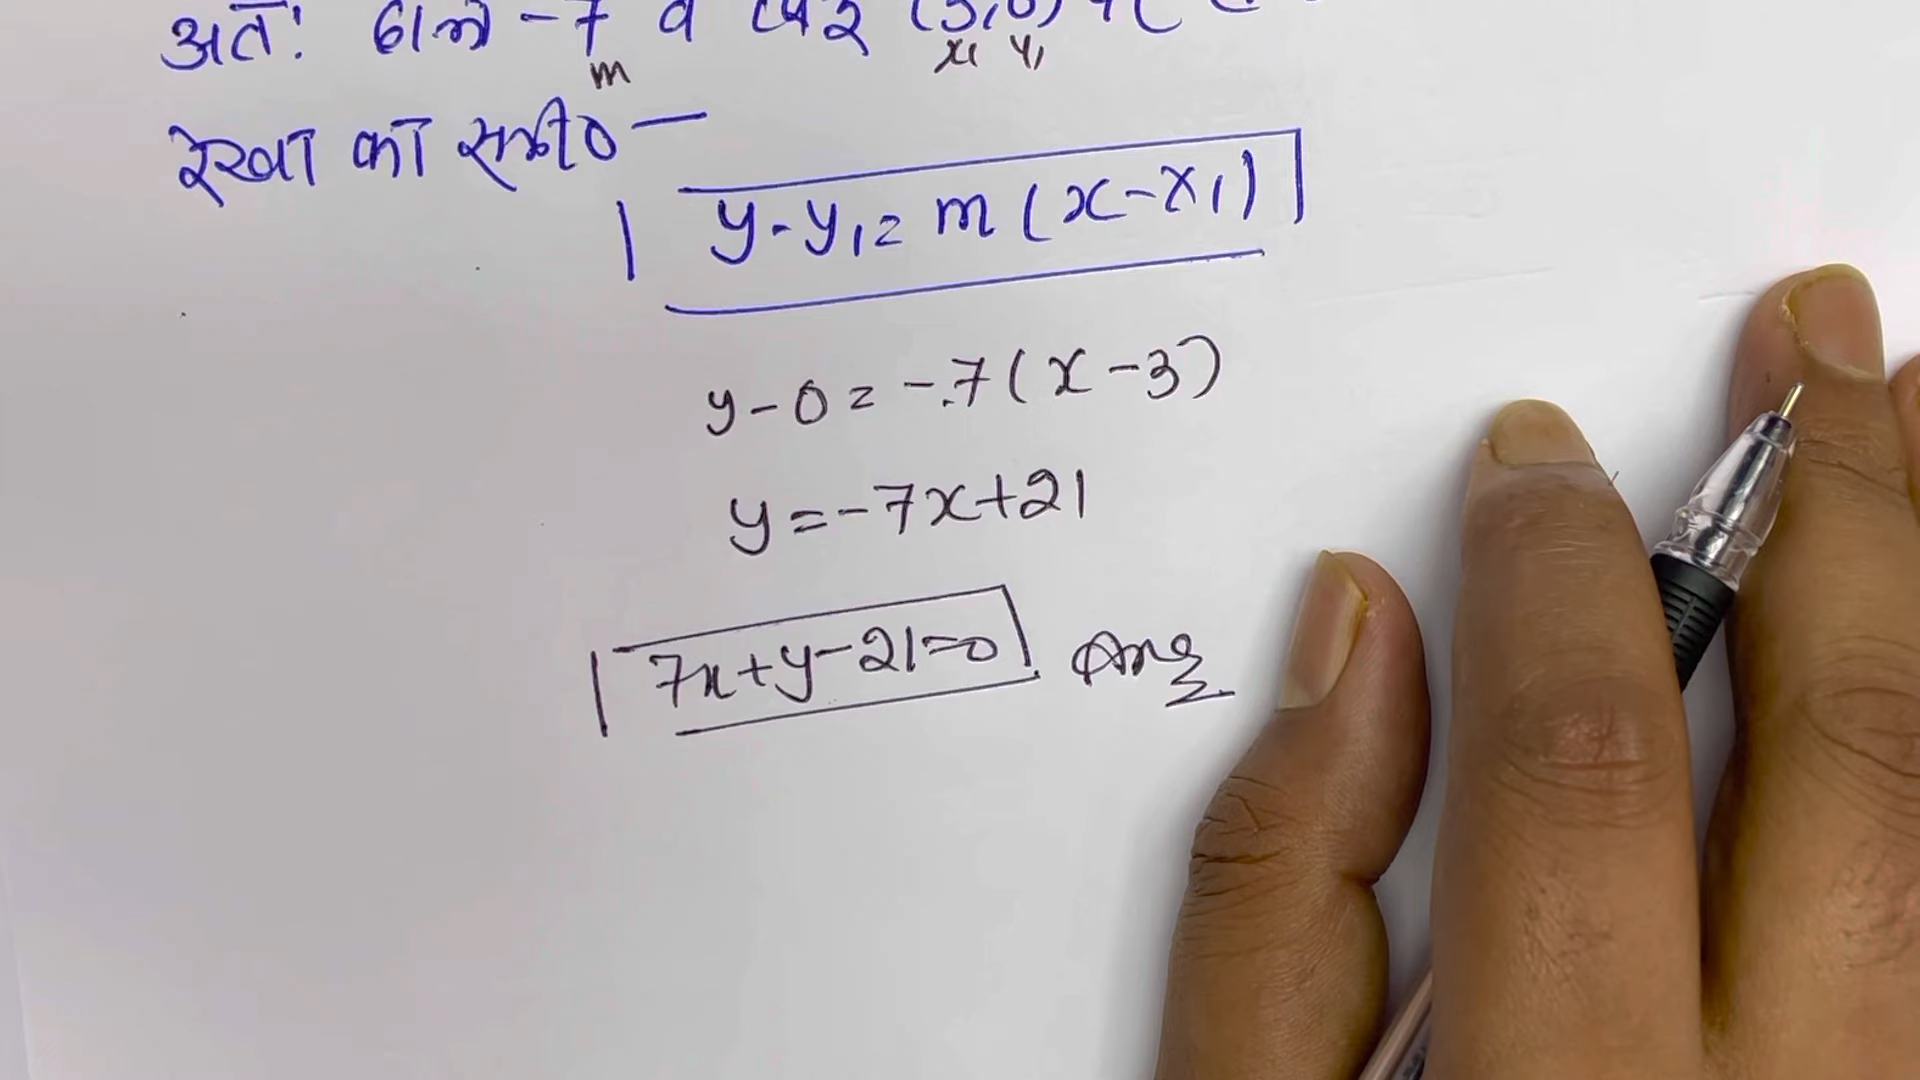 अतः ढाल -7 व (3,0)
m x₁ y₁
रेखा का समी० —
y-y₁= m (x-x₁)
y-0= -7(x-3)
y=-7x+21
7x+y-21=0 Ans